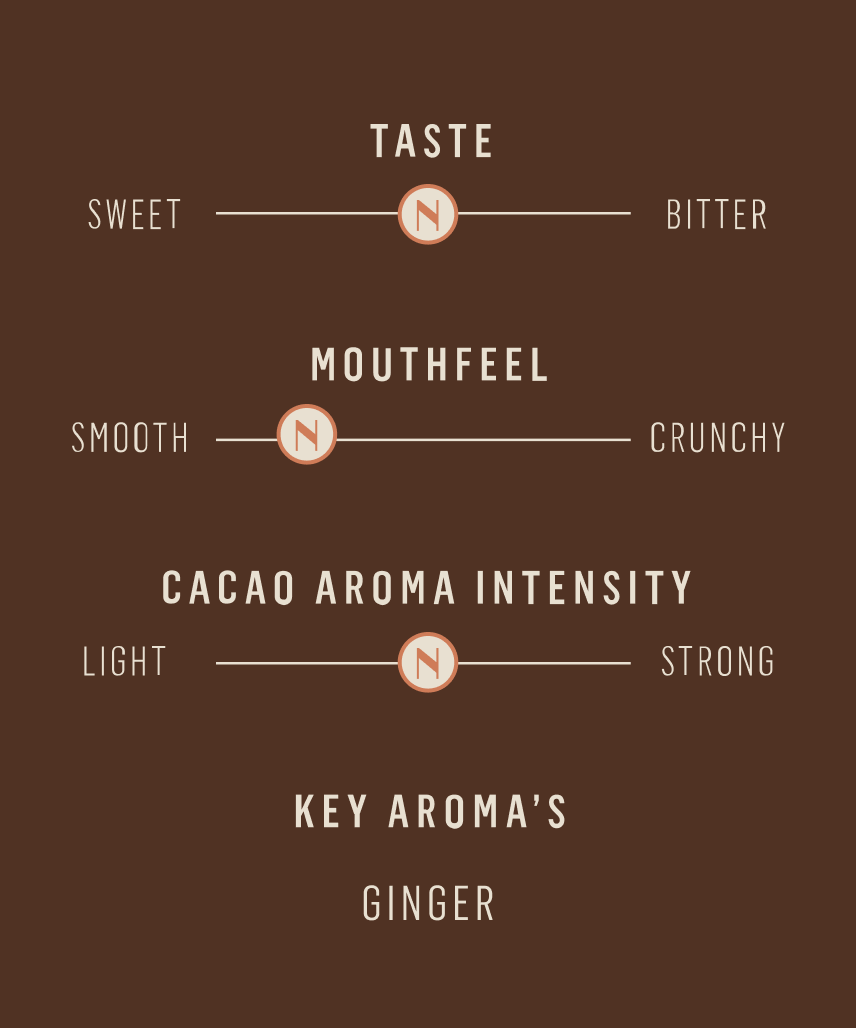 TASTE
SWEET N BITTER
MOUTHFEEL
SMOOTH N CRUNCHY
CACAO AROMA INTENSITY
LIGHT N STRONG
KEY AROMA’S
GINGER